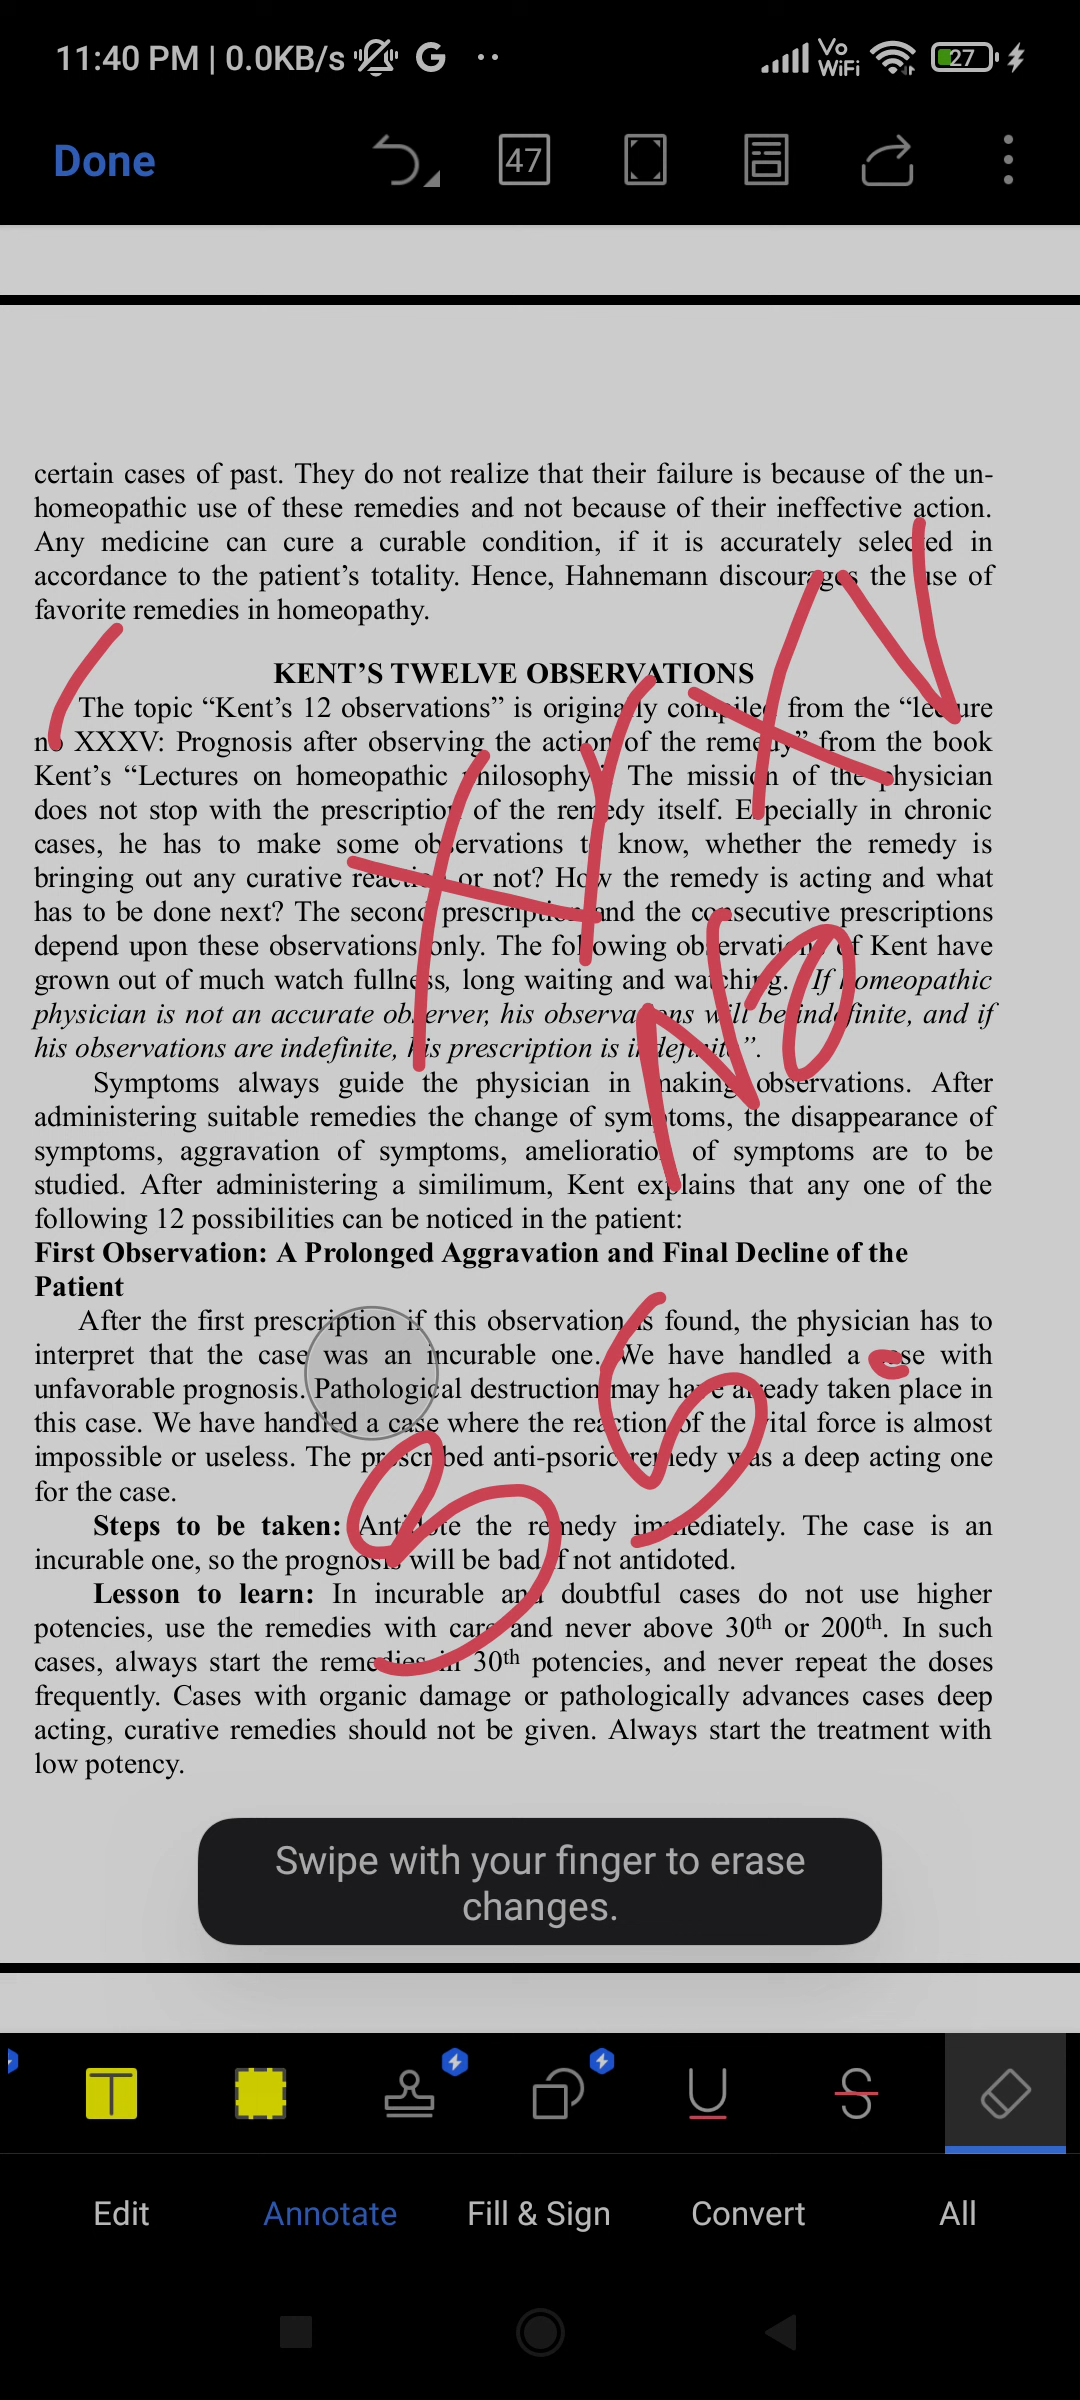 11:40 PM | 0.0KB/s G
Vo
WiFi
27
Done
47
certain cases of past. They do not realize that their failure is because of the un-
homeopathic use of these remedies and not because of their ineffective action.
Any medicine can cure a curable condition, if it is accurately selected in
accordance to the patient’s totality. Hence, Hahnemann discourages the use of
favorite remedies in homeopathy.
KENT’S TWELVE OBSERVATIONS
The topic “Kent’s 12 observations” is originally compiled from the “lecture
no XXXV: Prognosis after observing the action of the remedy” from the book
Kent’s “Lectures on homeopathic philosophy”. The mission of the physician
does not stop with the prescription of the remedy itself. Especially in chronic
cases, he has to make some observations to know, whether the remedy is
bringing out any curative reaction or not? How the remedy is acting and what
has to be done next? The second prescription and the consecutive prescriptions
depend upon these observations only. The following observations of Kent have
grown out of much watch fullness, long waiting and watching. “If homeopathic
physician is not an accurate observer, his observations will be indefinite, and if
his observations are indefinite, his prescription is indefinite”.
Symptoms always guide the physician in making observations. After
administering suitable remedies the change of symptoms, the disappearance of
symptoms, aggravation of symptoms, amelioration of symptoms are to be
studied. After administering a similimum, Kent explains that any one of the
following 12 possibilities can be noticed in the patient:
First Observation: A Prolonged Aggravation and Final Decline of the
Patient
After the first prescription if this observation is found, the physician has to
interpret that the case was an incurable one. We have handled a case with
unfavorable prognosis. Pathological destruction may have already taken place in
this case. We have handled a case where the reaction of the vital force is almost
impossible or useless. The prescribed anti-psoric remedy was a deep acting one
for the case.
Steps to be taken: Antidote the remedy immediately. The case is an
incurable one, so the prognosis will be bad if not antidoted.
Lesson to learn: In incurable and doubtful cases do not use higher
potencies, use the remedies with care and never above 30th or 200th. In such
cases, always start the remedies in 30th potencies, and never repeat the doses
frequently. Cases with organic damage or pathologically advances cases deep
acting, curative remedies should not be given. Always start the treatment with
low potency.
No
35
Swipe with your finger to erase
changes.
Edit Annotate Fill & Sign Convert All